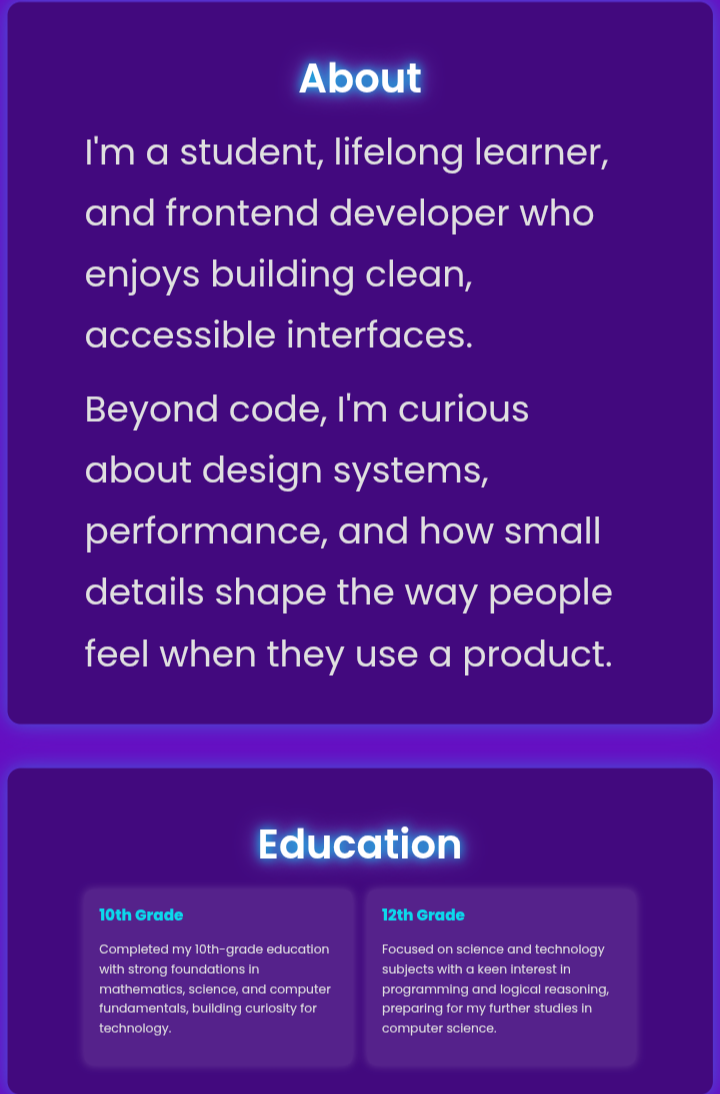 About
I'm a student, lifelong learner,
and frontend developer who
enjoys building clean,
accessible interfaces.
Beyond code, I'm curious
about design systems,
performance, and how small
details shape the way people
feel when they use a product.
Education
10th Grade
Completed my 10th-grade education
with strong foundations in
mathematics, science, and computer
fundamentals, building curiosity for
technology.
12th Grade
Focused on science and technology
subjects with a keen interest in
programming and logical reasoning,
preparing for my further studies in
computer science.